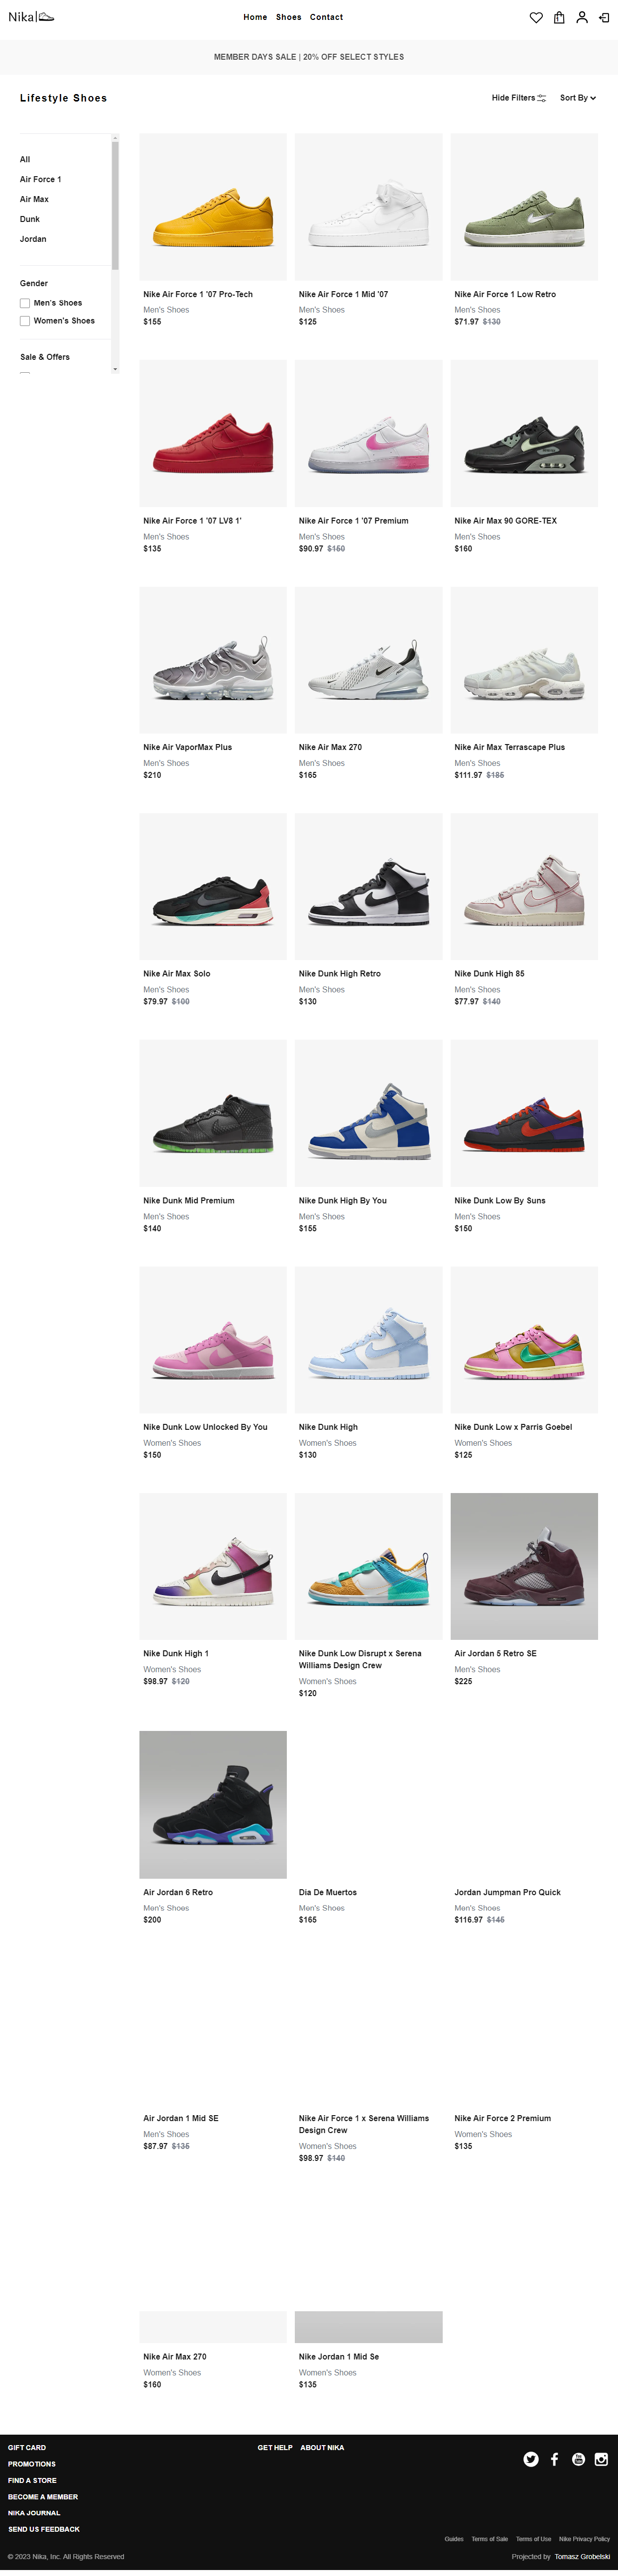 Nika
Home Shoes Contact
MEMBER DAYS SALE | 20% OFF SELECT STYLES
Lifestyle Shoes
Hide Filters Sort By
All
Air Force 1
Air Max
Dunk
Jordan
Gender
Men's Shoes
Women's Shoes
Sale & Offers
Nike Air Force 1 '07 Pro-Tech
Men's Shoes
$155
Nike Air Force 1 Mid '07
Men's Shoes
$125
Nike Air Force 1 Low Retro
Men's Shoes
$71.97 $130
Nike Air Force 1 '07 LV8 1'
Men's Shoes
$135
Nike Air Force 1 '07 Premium
Men's Shoes
$90.97 $150
Nike Air Max 90 GORE-TEX
Men's Shoes
$160
Nike Air VaporMax Plus
Men's Shoes
$210
Nike Air Max 270
Men's Shoes
$165
Nike Air Max Terrascape Plus
Men's Shoes
$111.97 $185
Nike Air Max Solo
Men's Shoes
$79.97 $100
Nike Dunk High Retro
Men's Shoes
$130
Nike Dunk High 85
Men's Shoes
$77.97 $140
Nike Dunk Mid Premium
Men's Shoes
$140
Nike Dunk High By You
Men's Shoes
$155
Nike Dunk Low By Suns
Men's Shoes
$150
Nike Dunk Low Unlocked By You
Women's Shoes
$150
Nike Dunk High
Women's Shoes
$130
Nike Dunk Low x Parris Goebel
Women's Shoes
$125
Nike Dunk High 1
Women's Shoes
$98.97 $120
Nike Dunk Low Disrupt x Serena
Williams Design Crew
Women's Shoes
$120
Air Jordan 5 Retro SE
Men's Shoes
$225
Air Jordan 6 Retro
Men's Shoes
$200
Dia De Muertos
Men's Shoes
$165
Jordan Jumpman Pro Quick
Men's Shoes
$116.97 $145
Air Jordan 1 Mid SE
Men's Shoes
$87.97 $135
Nike Air Force 1 x Serena Williams
Design Crew
Women's Shoes
$98.97 $140
Nike Air Force 2 Premium
Women's Shoes
$135
Nike Air Max 270
Women's Shoes
$160
Nike Jordan 1 Mid Se
Women's Shoes
$135
GIFT CARD
PROMOTIONS
FIND A STORE
BECOME A MEMBER
NIKA JOURNAL
SEND US FEEDBACK
GET HELP ABOUT NIKA
Guides Terms of Sale Terms of Use Nike Privacy Policy
© 2023 Nika, Inc. All Rights Reserved
Projected by Tomasz Grobelski